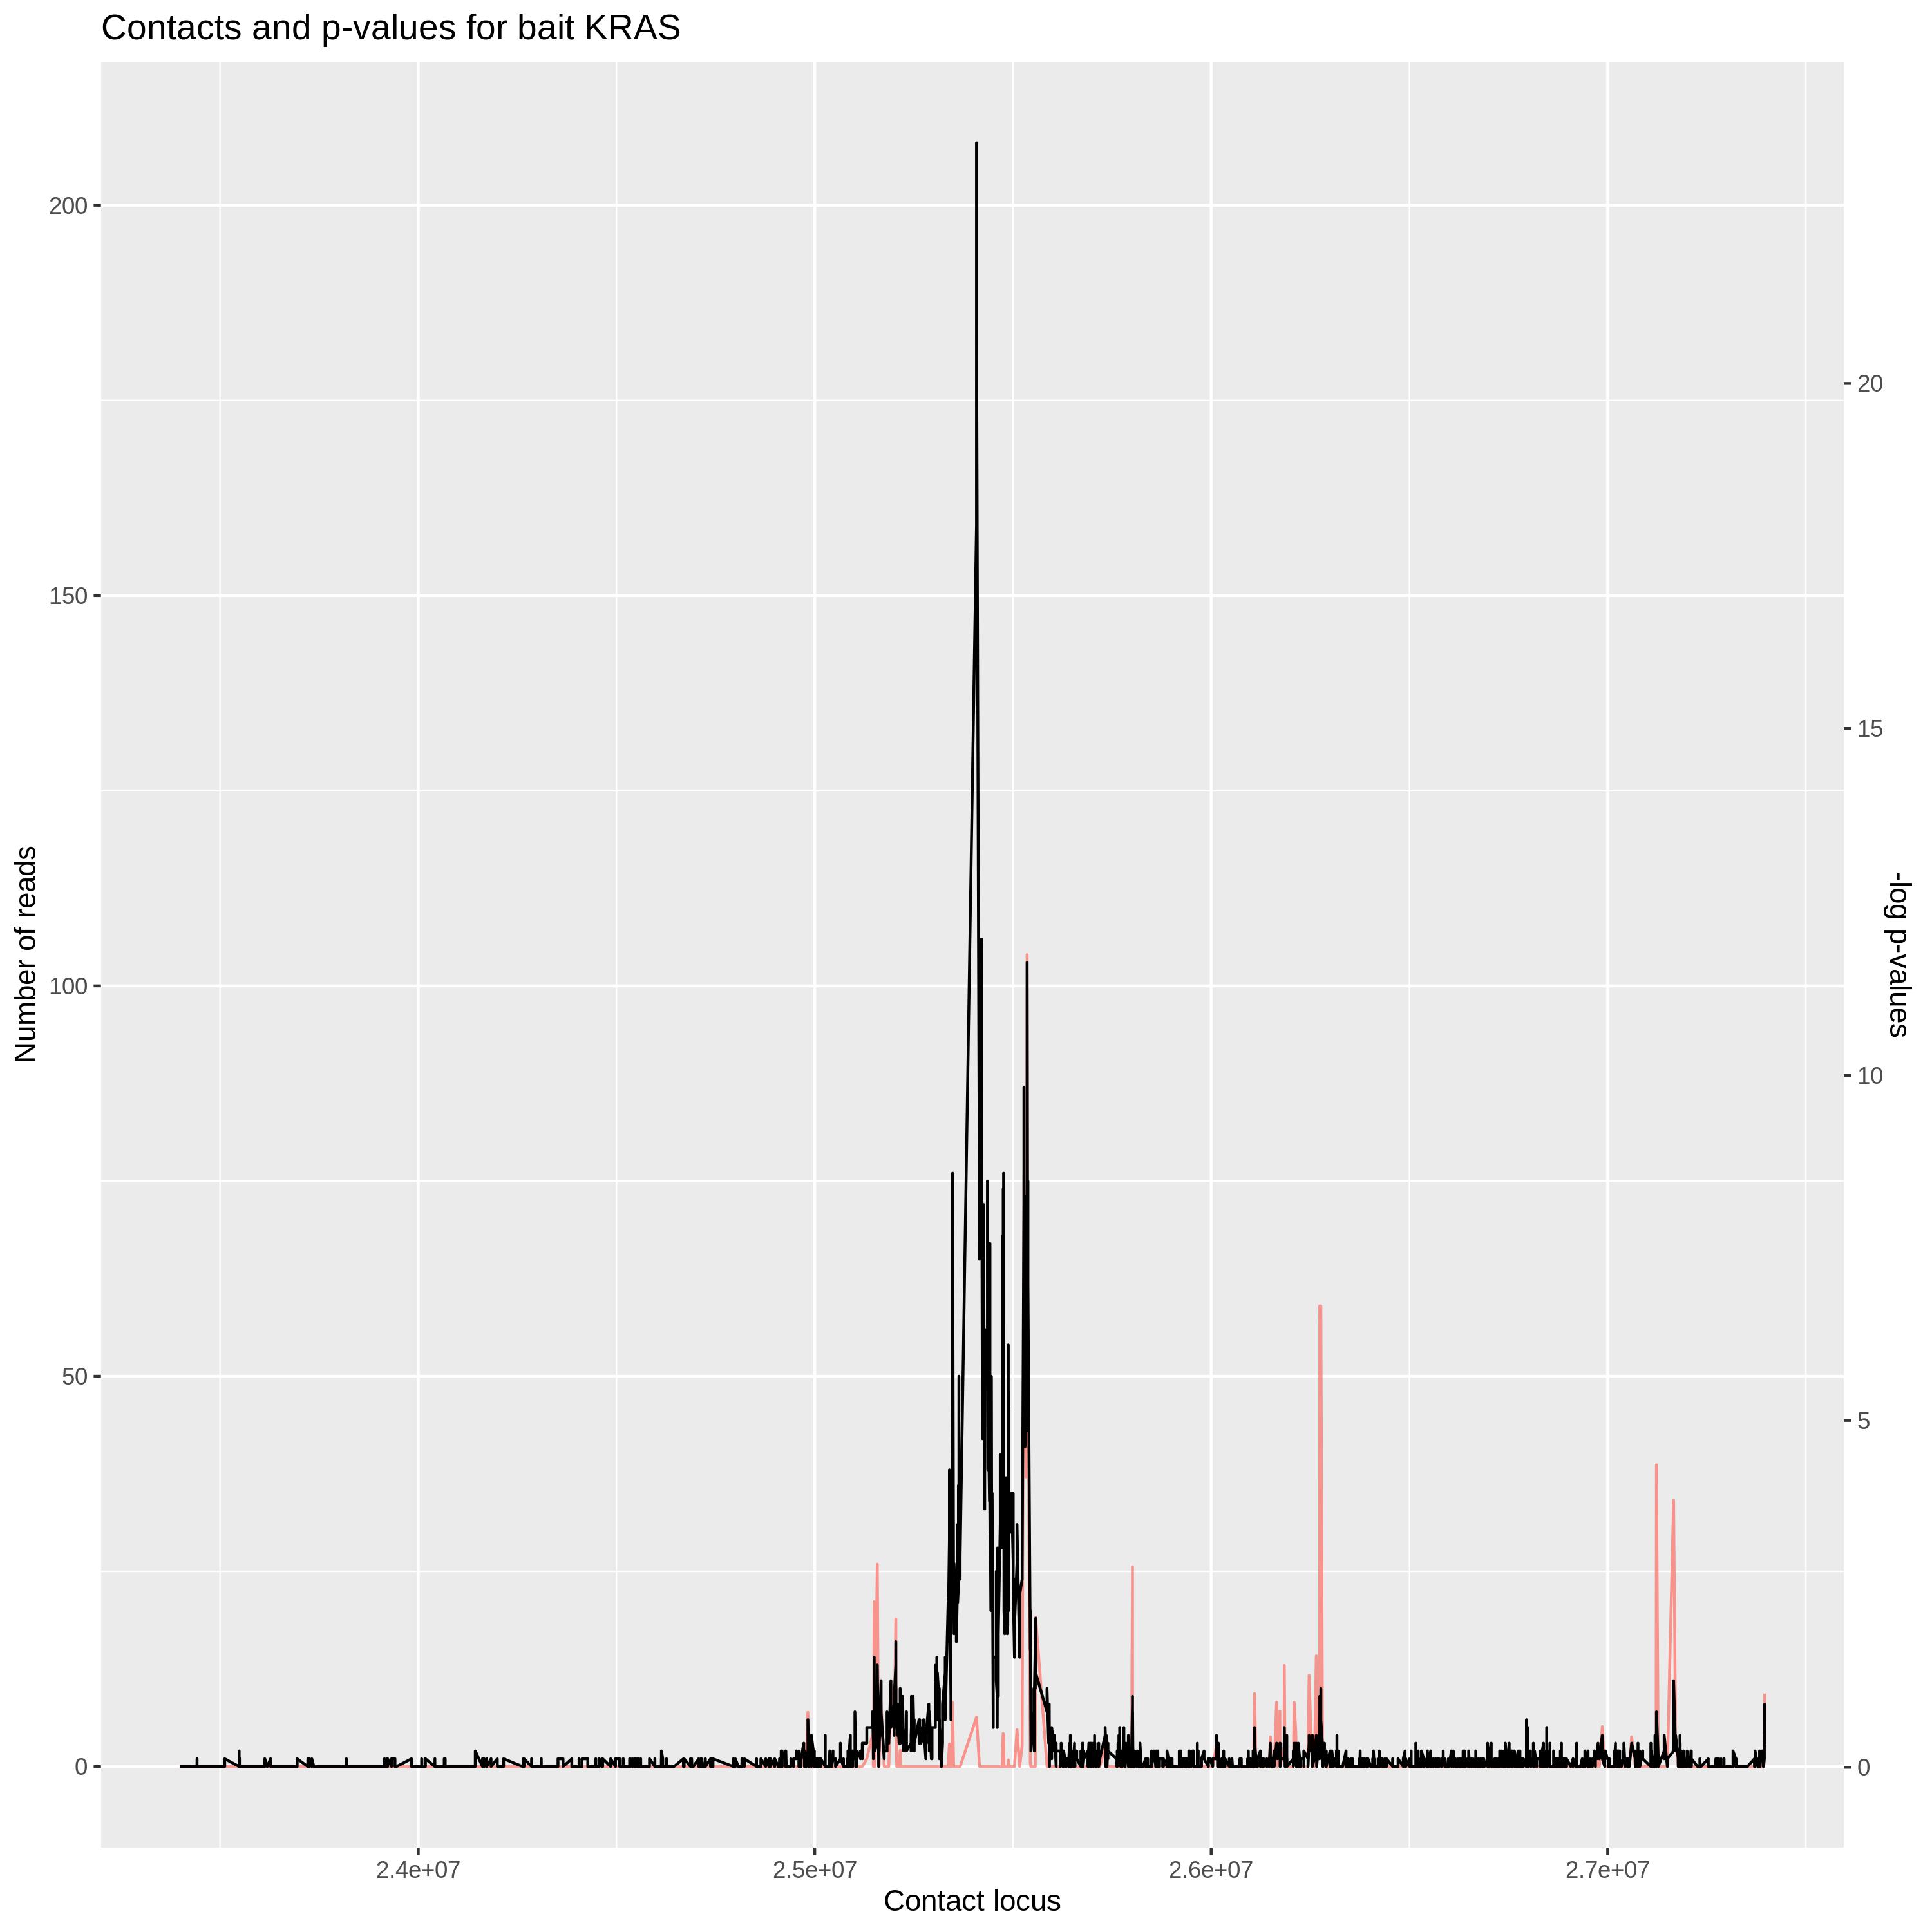 Contacts and p-values for bait KRAS
200
150
100
50
0
Number of reads
20
15
10
5
0
-log p-values
2.4e+07 2.5e+07 2.6e+07 2.7e+07
Contact locus